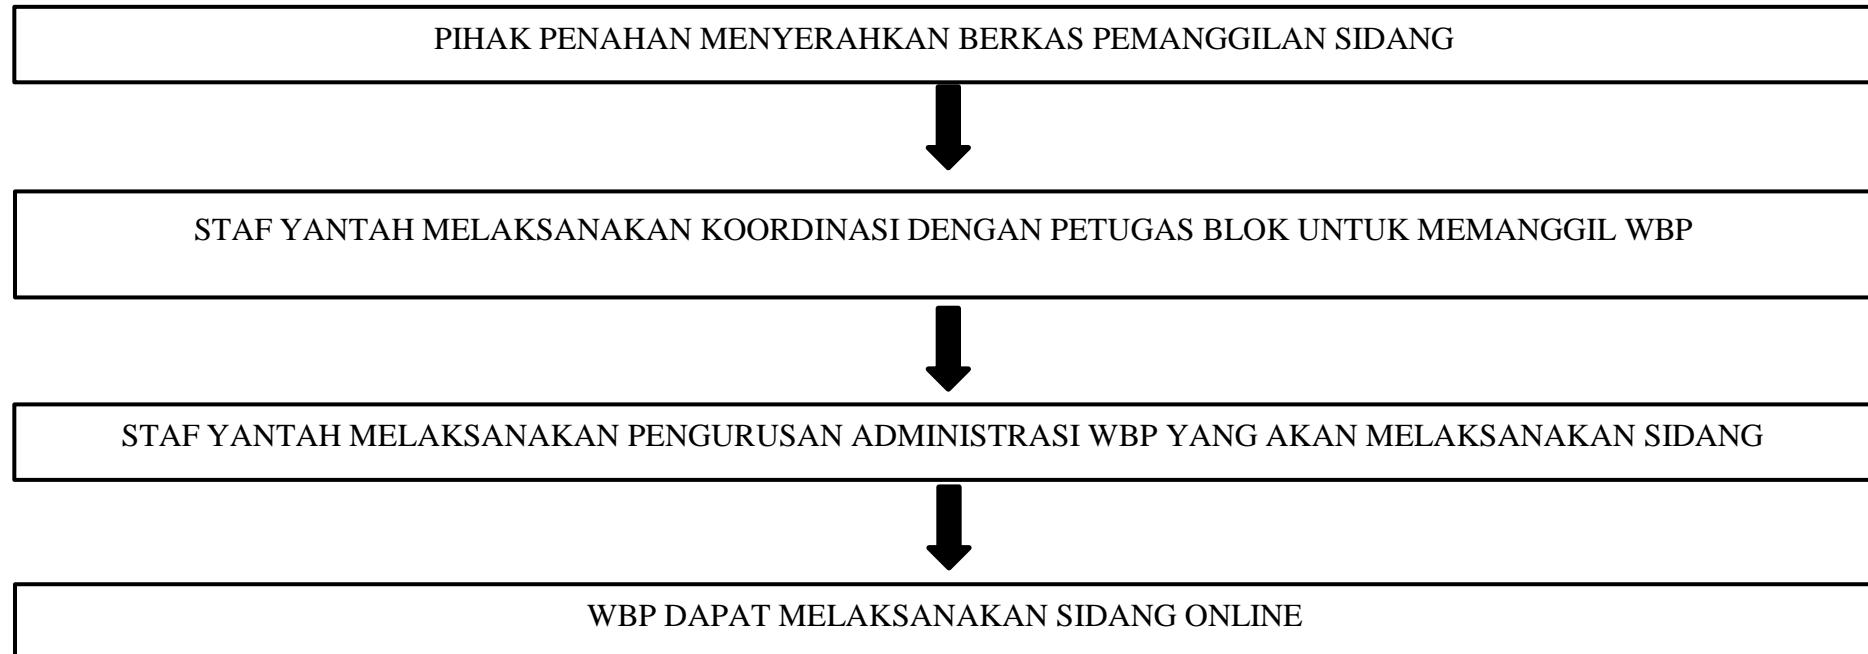 PIHAK PENAHAN MENYERAHKAN BERKAS PEMANGGILAN SIDANG
STAF YANTAH MELAKSANAKAN KOORDINASI DENGAN PETUGAS BLOK UNTUK MEMANGGIL WBP
STAF YANTAH MELAKSANAKAN PENGURUSAN ADMINISTRASI WBP YANG AKAN MELAKSANAKAN SIDANG
WBP DAPAT MELAKSANAKAN SIDANG ONLINE